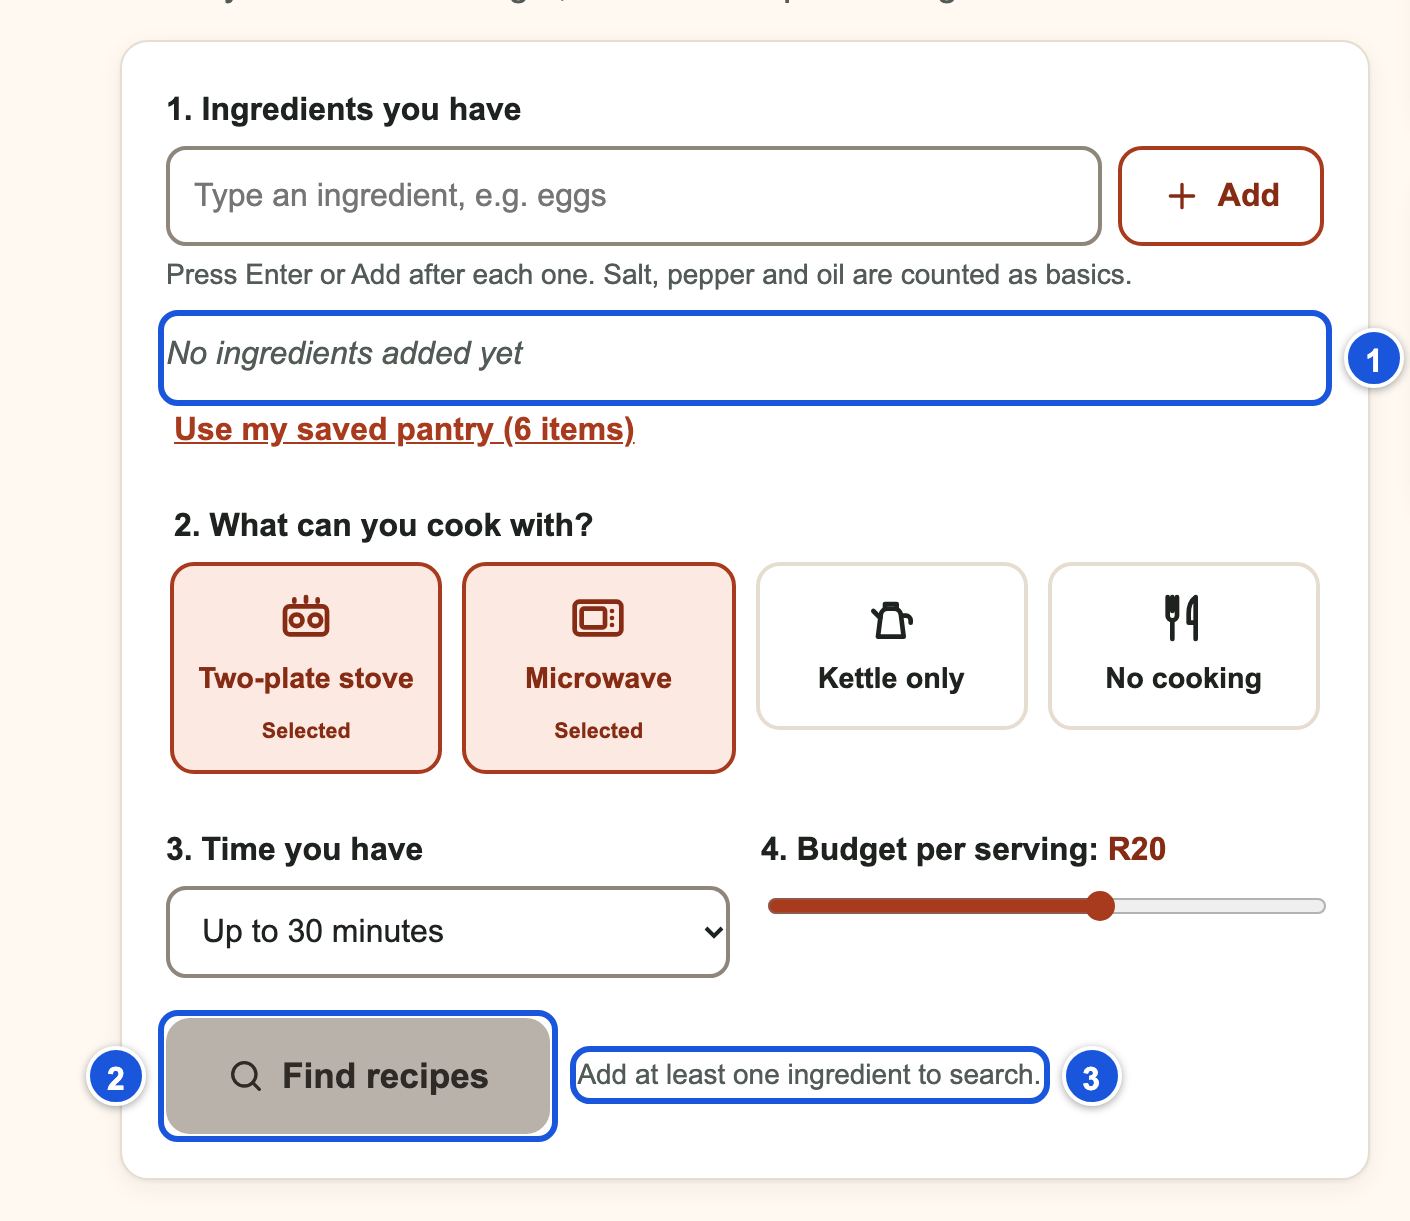 1. Ingredients you have
Type an ingredient, e.g. eggs
+ Add
Press Enter or Add after each one. Salt, pepper and oil are counted as basics.
No ingredients added yet
1
Use my saved pantry (6 items)
2. What can you cook with?
Two-plate stove
Selected
Microwave
Selected
Kettle only
No cooking
3. Time you have
Up to 30 minutes
4. Budget per serving: R20
2
Find recipes
Add at least one ingredient to search.
3